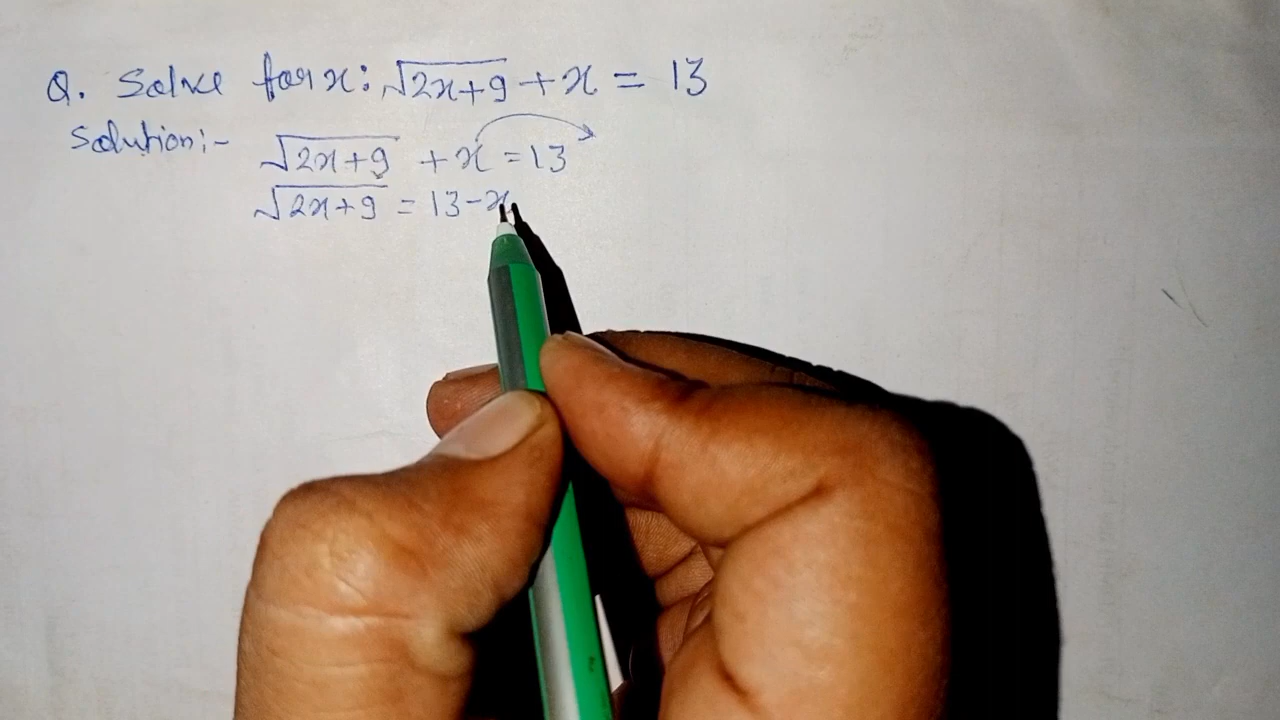 Q. Solve for x: √2x+9 + x = 13
Solution:-
√2x+9 + x = 13
√2x+9 = 13-x